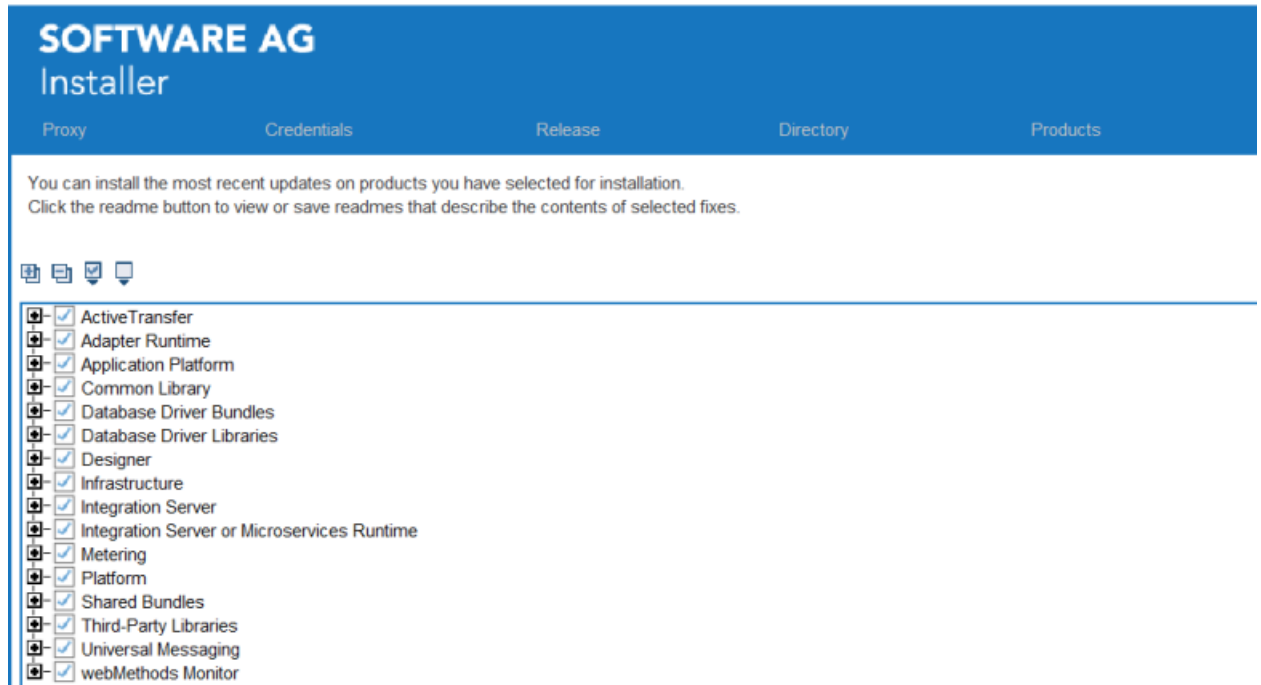 SOFTWARE AG
Installer
Proxy Credentials Release Directory Products
You can install the most recent updates on products you have selected for installation.
Click the readme button to view or save readmes that describe the contents of selected fixes.
ActiveTransfer
Adapter Runtime
Application Platform
Common Library
Database Driver Bundles
Database Driver Libraries
Designer
Infrastructure
Integration Server
Integration Server or Microservices Runtime
Metering
Platform
Shared Bundles
Third-Party Libraries
Universal Messaging
webMethods Monitor